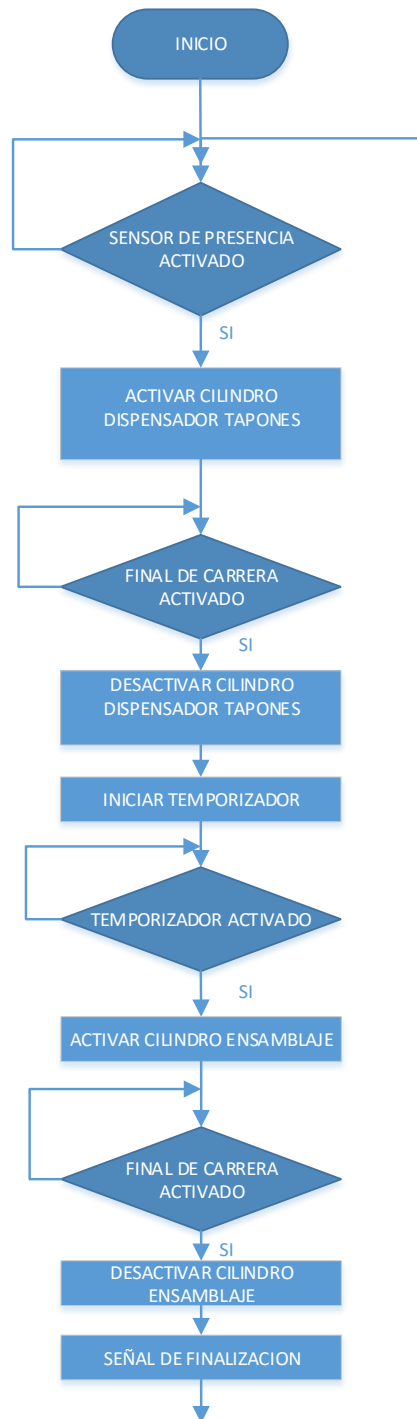 INICIO
SENSOR DE PRESENCIA
ACTIVADO
SI
ACTIVAR CILINDRO
DISPENSADOR TAPONES
FINAL DE CARRERA
ACTIVADO
SI
DESACTIVAR CILINDRO
DISPENSADOR TAPONES
INICIAR TEMPORIZADOR
TEMPORIZADOR ACTIVADO
SI
ACTIVAR CILINDRO ENSAMBLAJE
FINAL DE CARRERA
ACTIVADO
SI
DESACTIVAR CILINDRO
ENSAMBLAJE
SEÑAL DE FINALIZACION